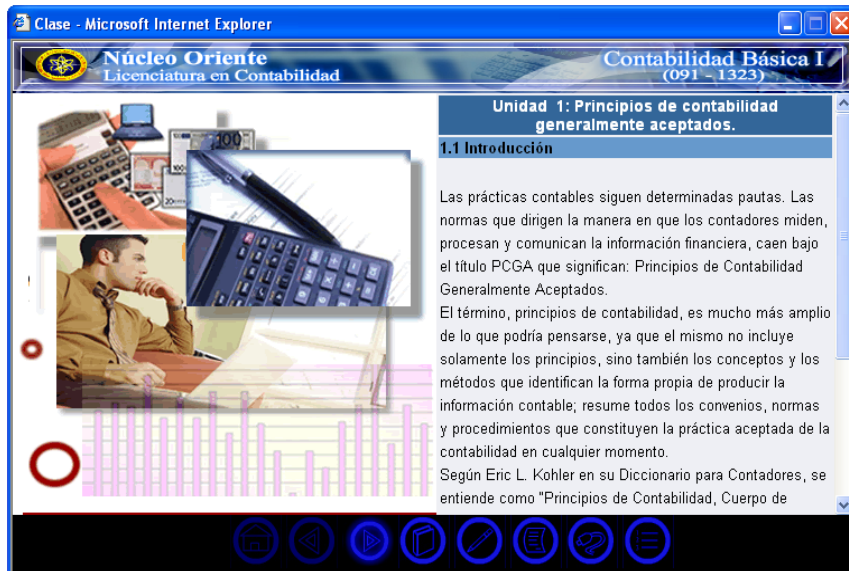 Clase - Microsoft Internet Explorer
Núcleo Oriente
Licenciatura en Contabilidad
Contabilidad Básica I
(091 - 1323)
100
100
20
Unidad 1: Principios de contabilidad
generalmente aceptados.
1.1 Introducción
Las prácticas contables siguen determinadas pautas. Las
normas que dirigen la manera en que los contadores miden,
procesan y comunican la información financiera, caen bajo
el título PCGA que significan: Principios de Contabilidad
Generalmente Aceptados.
El término, principios de contabilidad, es mucho más amplio
de lo que podría pensarse, ya que el mismo no incluye
solamente los principios, sino también los conceptos y los
métodos que identifican la forma propia de producir la
información contable; resume todos los convenios, normas
y procedimientos que constituyen la práctica aceptada de la
contabilidad en cualquier momento.
Según Eric L. Kohler en su Diccionario para Contadores, se
entiende como "Principios de Contabilidad, Cuerpo de